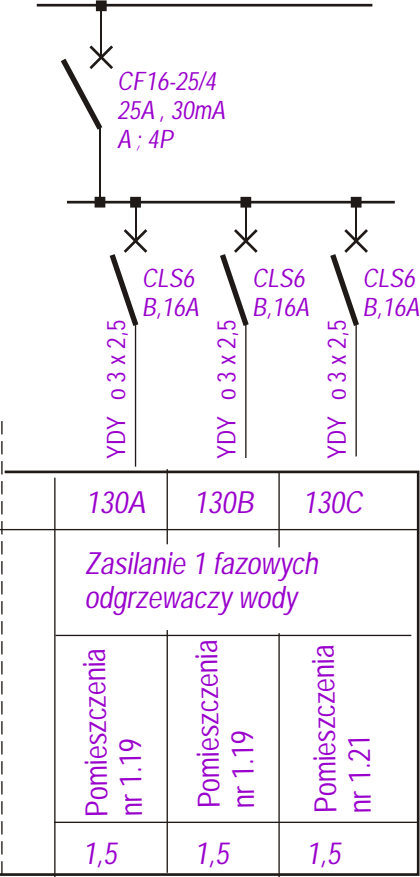 CF16-25/4
25A , 30mA
A ; 4P
CLS6
B,16A
CLS6
B,16A
CLS6
B,16A
YDY o 3 x 2,5
YDY o 3 x 2,5
YDY o 3 x 2,5
130A
130B
130C
Zasilanie 1 fazowych
odgrzewaczy wody
Pomieszczenia
nr 1.19
Pomieszczenia
nr 1.19
Pomieszczenia
nr 1.21
1,5
1,5
1,5